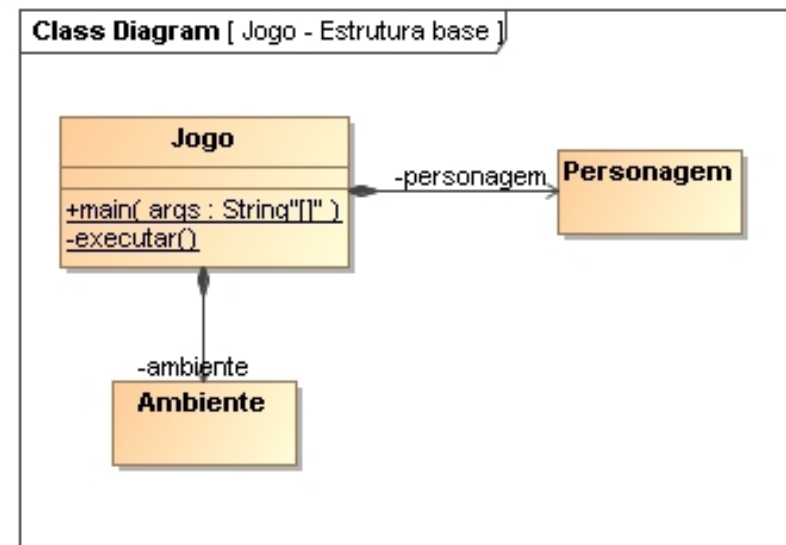 Class Diagram [ Jogo - Estrutura base ]
Jogo
+main( args : String"[]" )
-executar()
-personagem
Personagem
-ambiente
Ambiente